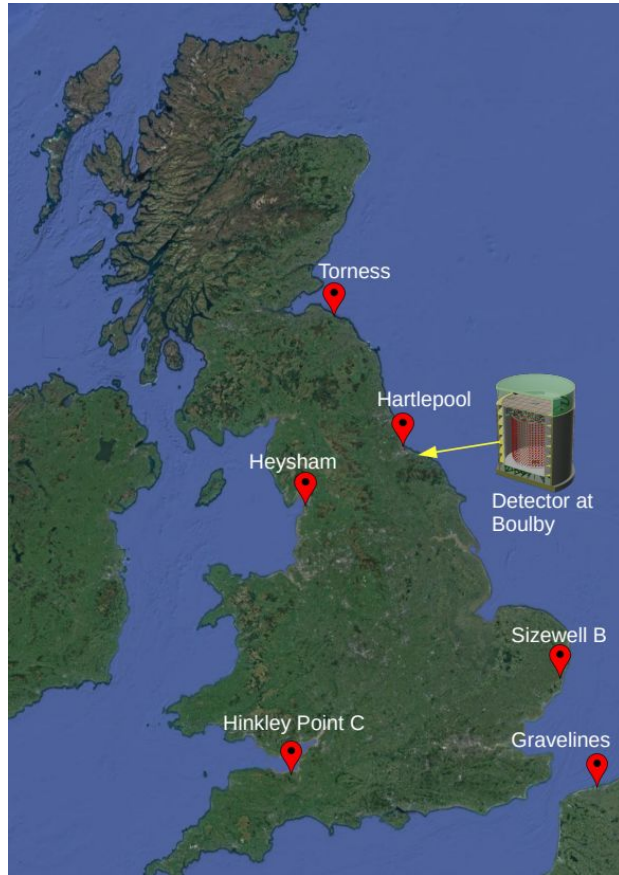 Torness
Hartlepool
Heysham
Detector at
Boulby
Sizewell B
Hinkley Point C
Gravelines